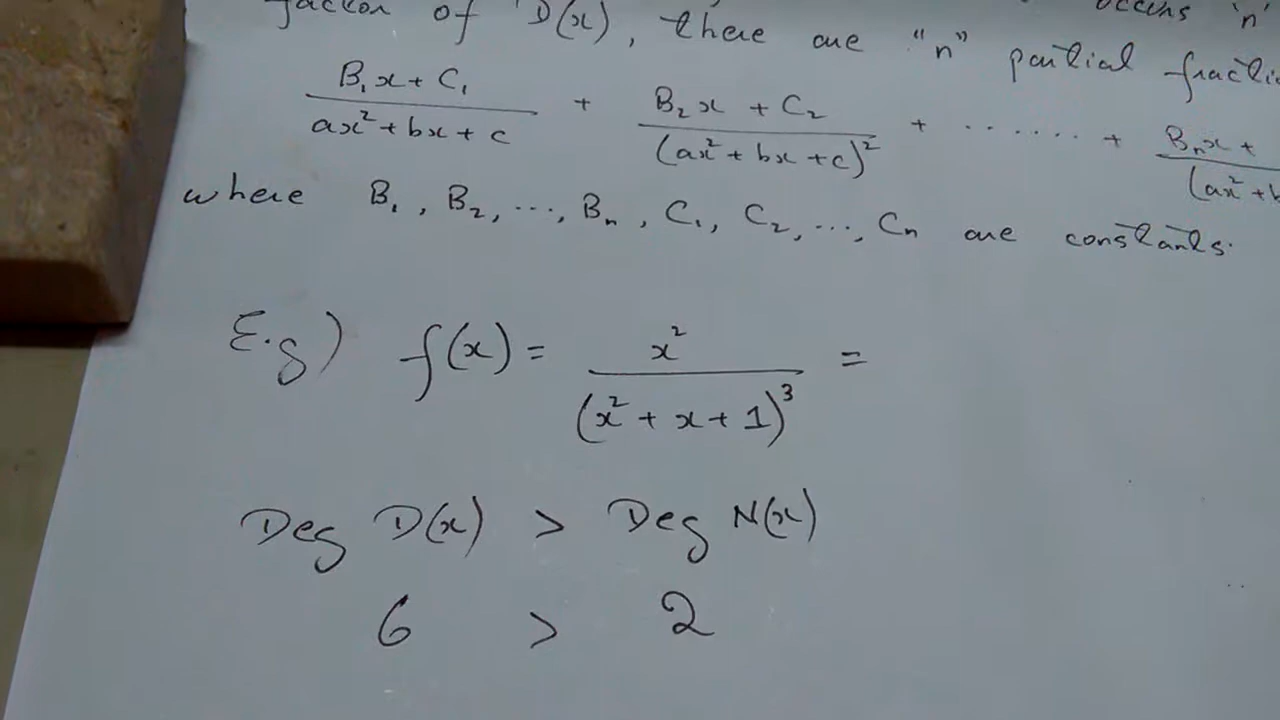 factor of D(x), there are "n" partial
B₁x + C₁ / ax² + bx + c + B₂x + C₂ / (ax² + bx + c)² + ...... + Bₙx +
where B₁, B₂, ..., Bₙ, C₁, C₂, ..., Cₙ are constants.
E.g) f(x) = x² / (x² + x + 1)³ =
Deg D(x) > Deg N(x)
6 > 2